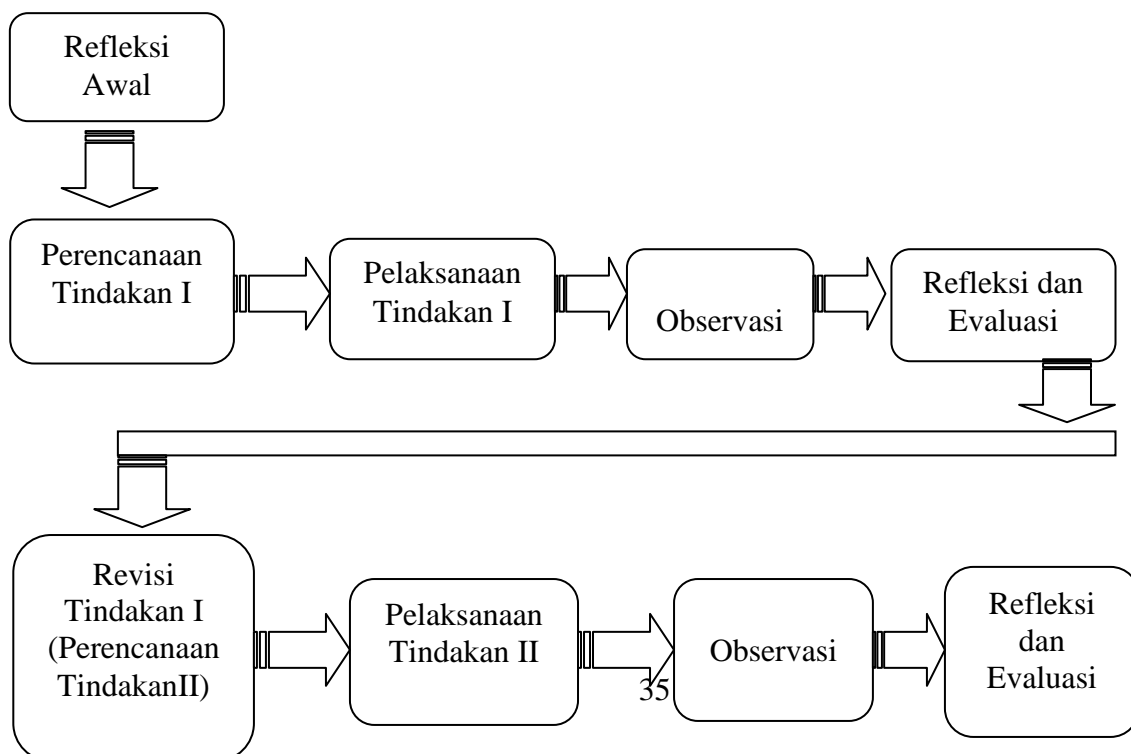 Refleksi
Awal
Perencanaan
Tindakan I
Pelaksanaan
Tindakan I
Observasi
Refleksi dan
Evaluasi
Revisi
Tindakan I
(Perencanaan
TindakanII)
Pelaksanaan
Tindakan II
Observasi
Refleksi
dan
Evaluasi
35